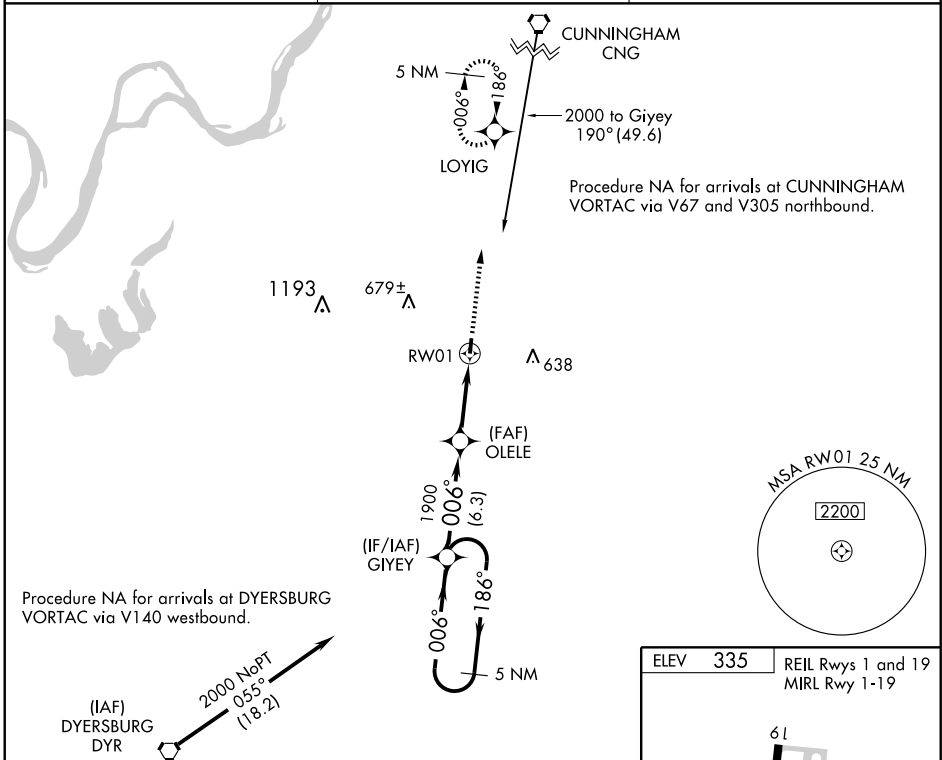 CUNNINGHAM
CNG
5 NM
186°
006°
2000 to Giyey
190° (49.6)
LOYIG
Procedure NA for arrivals at CUNNINGHAM
VORTAC via V67 and V305 northbound.
1193
679±
RW01
638
(FAF)
OLELE
MSA RW01 25 NM
2200
1900
006°
(6.3)
(IF/IAF)
GIYEY
186°
006°
5 NM
Procedure NA for arrivals at DYERSBURG
VORTAC via V140 westbound.
2000 NoPT
055°
(18.2)
(IAF)
DYERSBURG
DYR
ELEV 335
REIL Rwys 1 and 19
MIRL Rwy 1-19
19